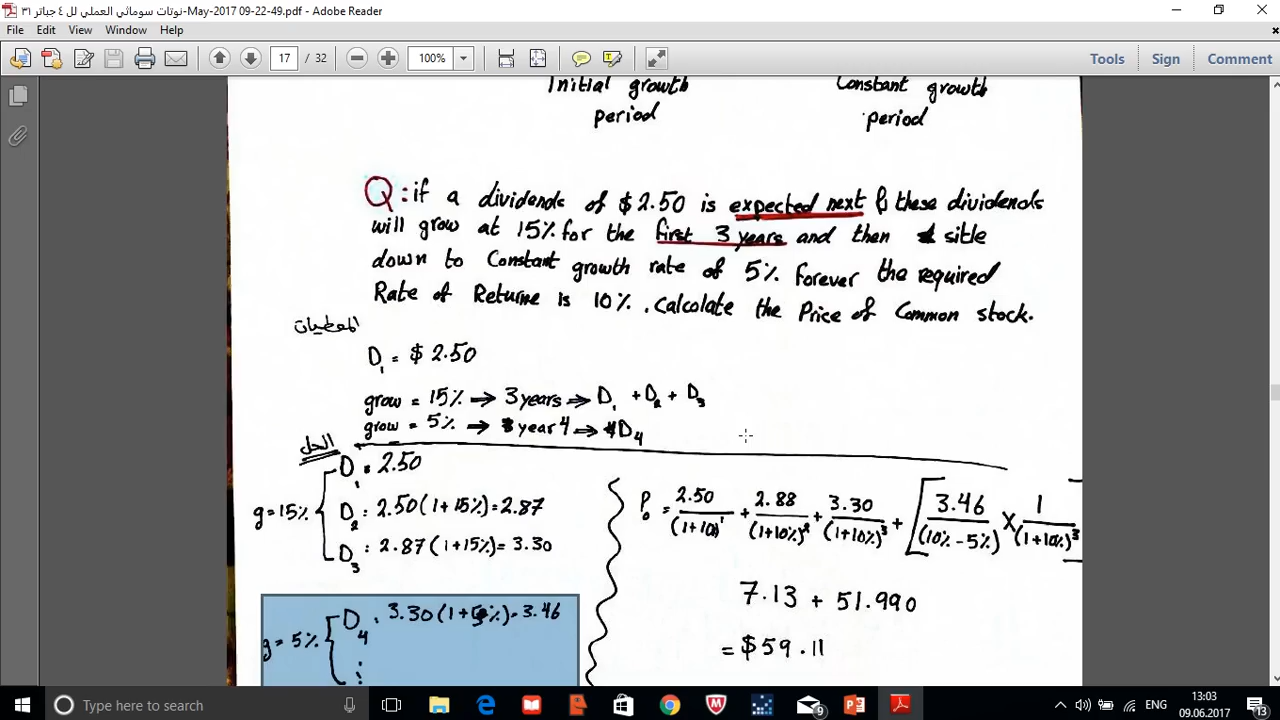 نوتات سوماثي العملي لل ٤ جباتر ٣١-May-2017 09-22-49.pdf - Adobe Reader
File Edit View Window Help
17 / 32 100% Tools Sign Comment
Initial growth period
Constant growth period
Q: if a dividends of $2.50 is expected next & these dividends
will grow at 15% for the first 3 years and then sitle
down to Constant growth rate of 5% forever the required
Rate of Returne is 10%. Calculate the Price of Common stock.
المعطيات
D1 = $ 2.50
grow = 15% → 3 years → D1 + D2 + D3
grow = 5% → year 4 → D4
الحل
D1 = 2.50
g=15% D2 : 2.50(1+15%)=2.87
D3 : 2.87(1+15%)= 3.30
g=5% D4 : 3.30(1+5%)=3.46
P0 = 2.50/(1+10)^1 + 2.88/(1+10%)^2 + 3.30/(1+10%)^3 + [3.46/(10%-5%) X 1/(1+10%)^3
7.13 + 51.990
= $59.11
Type here to search
ENG 13:03
09.06.2017
9
13